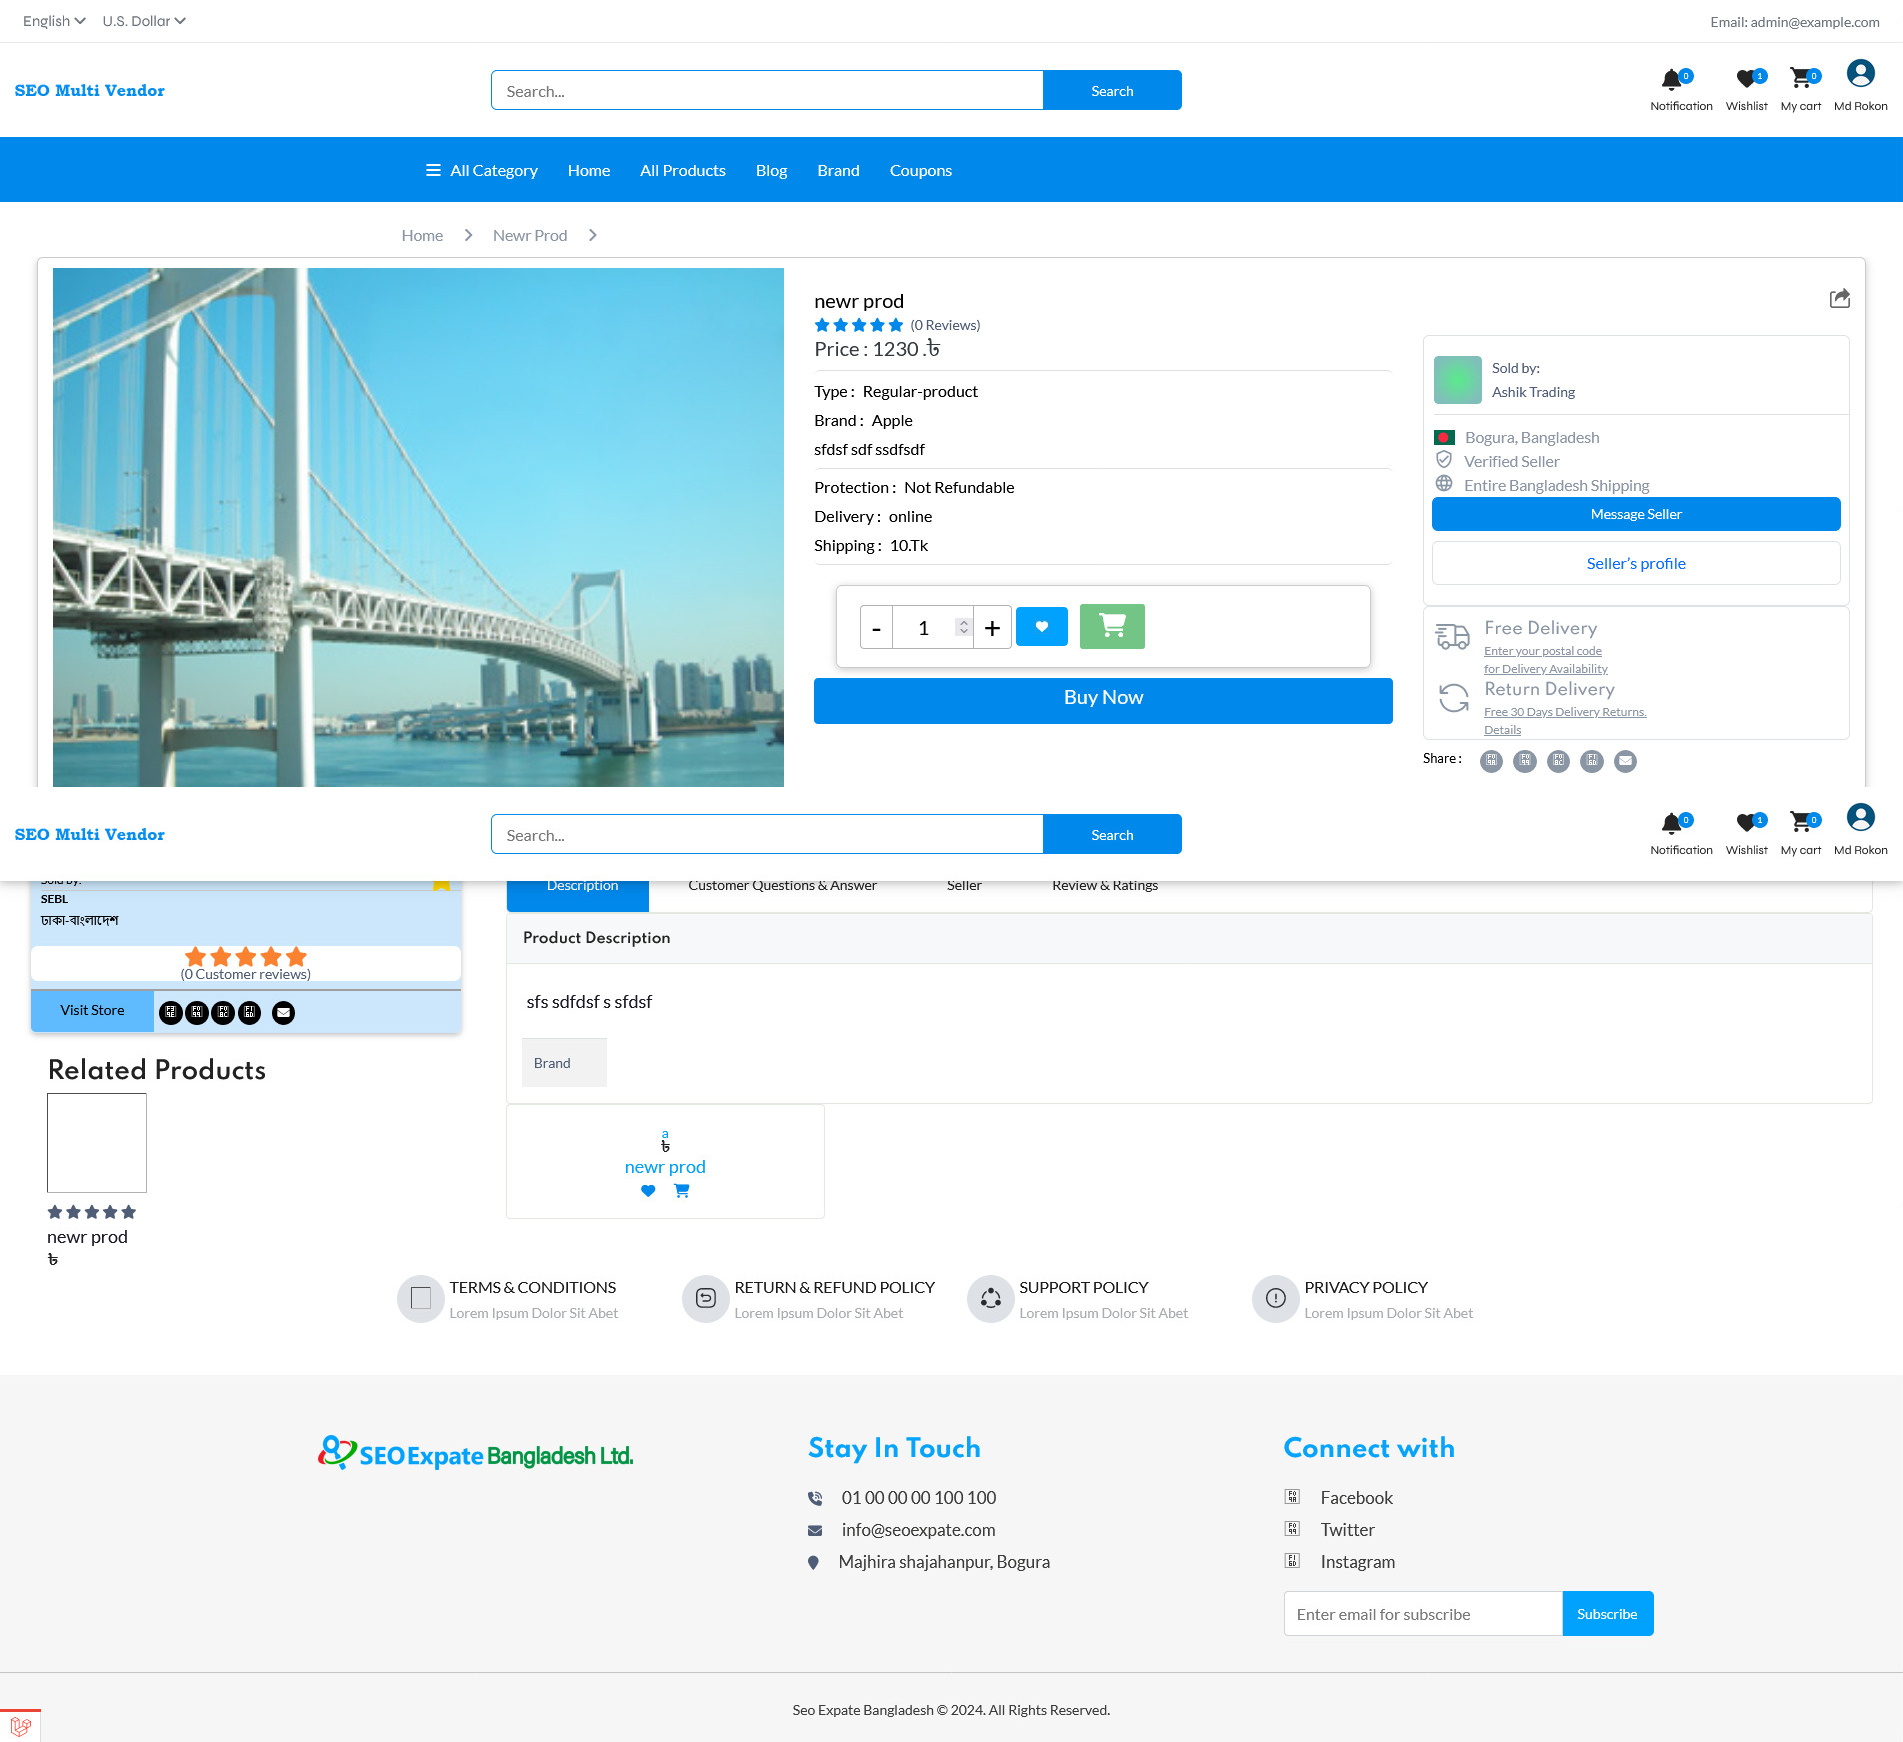 English U.S. Dollar Email: admin@example.com
SEO Multi Vendor Search... Search 0 1 0
Notification Wishlist My cart Md Rokon
All Category Home All Products Blog Brand Coupons
Home Newr Prod
newr prod
(0 Reviews)
Price : 1230 .৳
Type : Regular-product
Brand : Apple
sfdsf sdf ssdfsdf
Protection : Not Refundable
Delivery : online
Shipping : 10.Tk
- 1 +
Buy Now
Sold by:
Ashik Trading
Bogura, Bangladesh
Verified Seller
Entire Bangladesh Shipping
Message Seller
Seller’s profile
Free Delivery
Enter your postal code
for Delivery Availability
Return Delivery
Free 30 Days Delivery Returns.
Details
Share :
SEO Multi Vendor Search... Search 0 1 0
Notification Wishlist My cart Md Rokon
Sold by:
SEBL
ঢাকা-বাংলাদেশ
(0 Customer reviews)
Visit Store
Related Products
newr prod
৳
Description Customer Questions & Answer Seller Review & Ratings
Product Description
sfs sdfdsf s sfdsf
Brand
a
৳
newr prod
TERMS & CONDITIONS
Lorem Ipsum Dolor Sit Abet
RETURN & REFUND POLICY
Lorem Ipsum Dolor Sit Abet
SUPPORT POLICY
Lorem Ipsum Dolor Sit Abet
PRIVACY POLICY
Lorem Ipsum Dolor Sit Abet
SEO Expate Bangladesh Ltd.
Stay In Touch
01 00 00 00 100 100
info@seoexpate.com
Majhira shajahanpur, Bogura
Connect with
Facebook
Twitter
Instagram
Enter email for subscribe Subscribe
Seo Expate Bangladesh © 2024. All Rights Reserved.